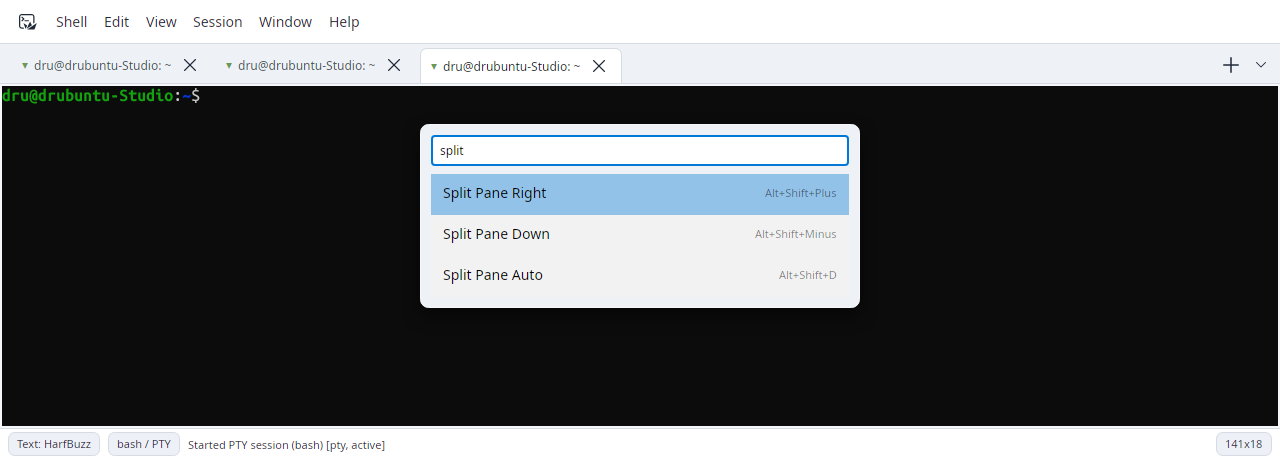 Shell Edit View Session Window Help
▼ dru@drubuntu-Studio: ~ ▼ dru@drubuntu-Studio: ~ ▼ dru@drubuntu-Studio: ~
dru@drubuntu-Studio:~$
split
Split Pane Right Alt+Shift+Plus
Split Pane Down Alt+Shift+Minus
Split Pane Auto Alt+Shift+D
Text: HarfBuzz bash / PTY Started PTY session (bash) [pty, active] 141x18